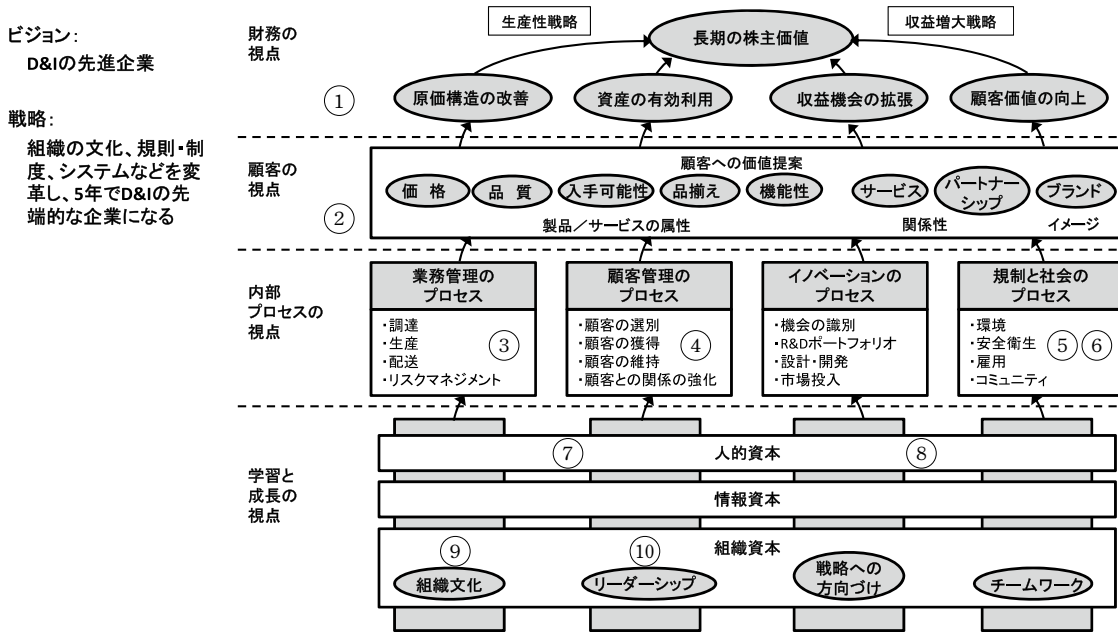 ビジョン：
D&Iの先進企業
戦略：
組織の文化、規則・制
度、システムなどを変
革し、5年でD&Iの先
端的な企業になる
財務の
視点
①
生産性戦略
長期の株主価値
収益増大戦略
原価構造の改善
資産の有効利用
収益機会の拡張
顧客価値の向上
顧客の
視点
②
顧客への価値提案
価格
品質
入手可能性
品揃え
機能性
サービス
パートナー
シップ
ブランド
製品／サービスの属性
関係性
イメージ
内部
プロセスの
視点
業務管理の
プロセス
・調達
・生産
・配送
・リスクマネジメント
③
顧客管理の
プロセス
・顧客の選別
・顧客の獲得
・顧客の維持
・顧客との関係の強化
④
イノベーションの
プロセス
・機会の識別
・R&Dポートフォリオ
・設計・開発
・市場投入
規制と社会の
プロセス
・環境
・安全衛生
・雇用
・コミュニティ
⑤⑥
学習と
成長の
視点
⑦
人的資本
⑧
情報資本
組織資本
⑨
組織文化
⑩
リーダーシップ
戦略への
方向づけ
チームワーク